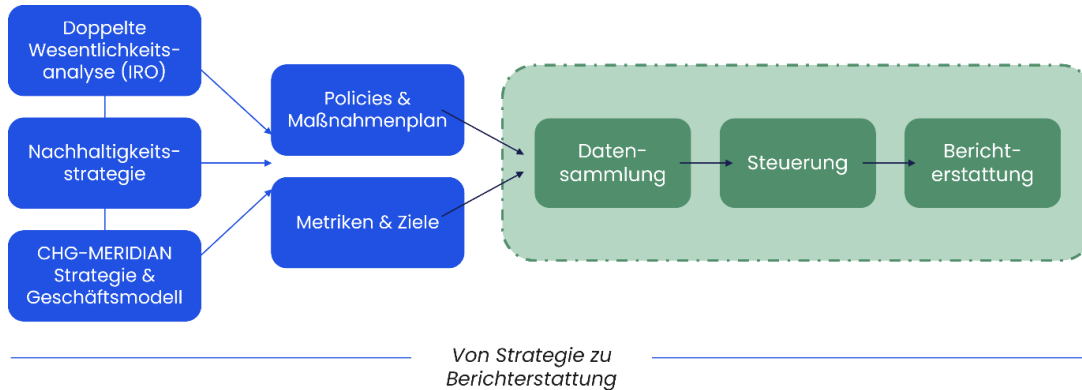 Doppelte
Wesentlichkeits-
analyse (IRO)
Nachhaltigkeits-
strategie
CHG-MERIDIAN
Strategie &
Geschäftsmodell
Policies &
Maßnahmenplan
Metriken & Ziele
Daten-
sammlung
Steuerung
Bericht-
erstattung
Von Strategie zu
Berichterstattung